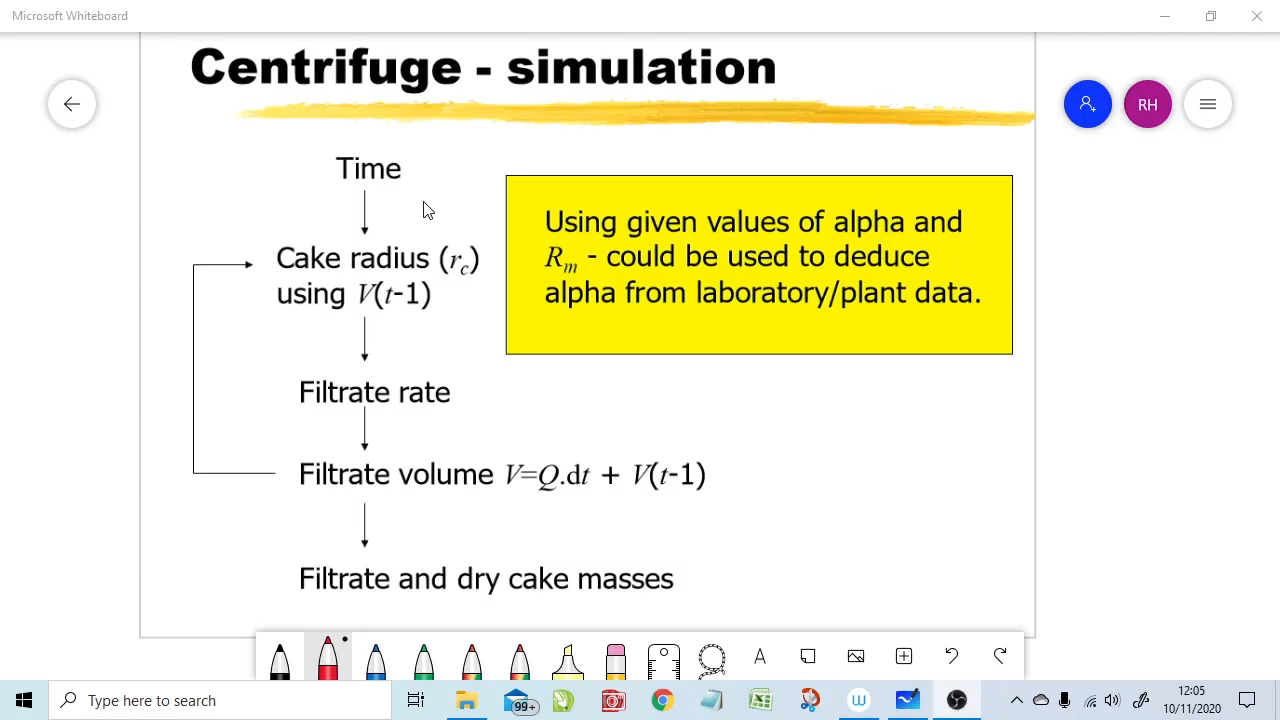 Microsoft Whiteboard
Centrifuge - simulation
RH
Time
Cake radius (rc)
using V(t-1)
Using given values of alpha and
Rm - could be used to deduce
alpha from laboratory/plant data.
Filtrate rate
Filtrate volume V=Q.dt + V(t-1)
Filtrate and dry cake masses
A
Type here to search
99+
12:05
10/11/2020